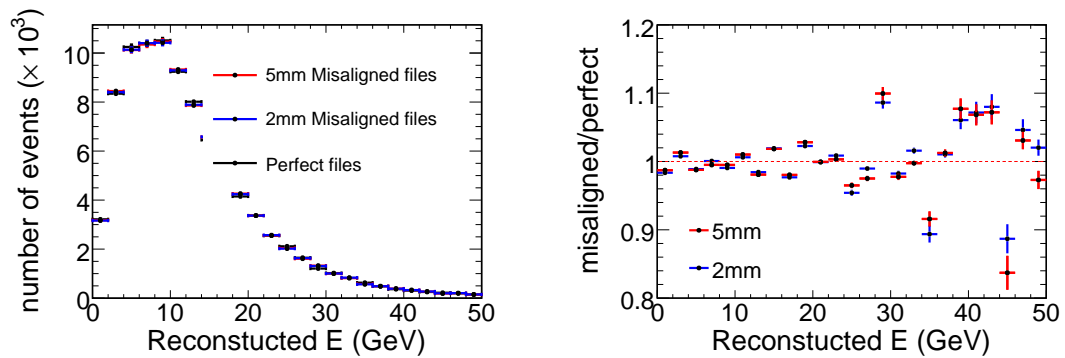 number of events (× 10³)
10
8
6
4
2
0
5mm Misaligned files
2mm Misaligned files
Perfect files
0 10 20 30 40 50
Reconstucted E (GeV)
misaligned/perfect
1.2
1.1
1
0.9
0.8
5mm
2mm
0 10 20 30 40 50
Reconstucted E (GeV)